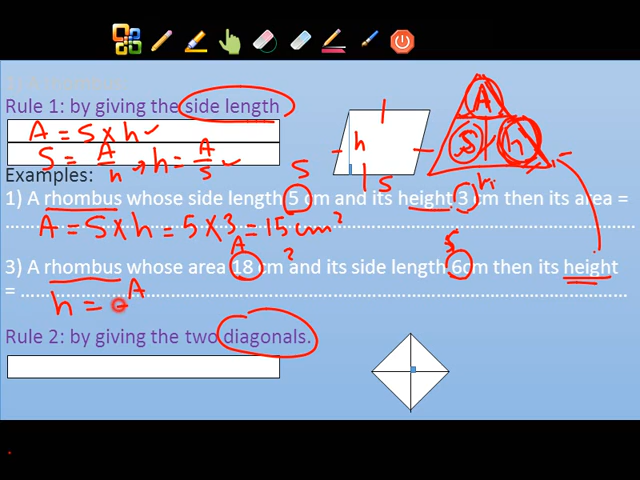 Rule 1: by giving the side length
A = S × h
S = A/h , h = A/S
Examples:
1) A rhombus whose side length 5 cm and its height 3 cm then its area =
A = S × h = 5 × 3 = 15 cm²
3) A rhombus whose area 18 cm² and its side length 6cm then its height
= 
h = A
Rule 2: by giving the two diagonals.
A
S h
h
S
S
h
A
S